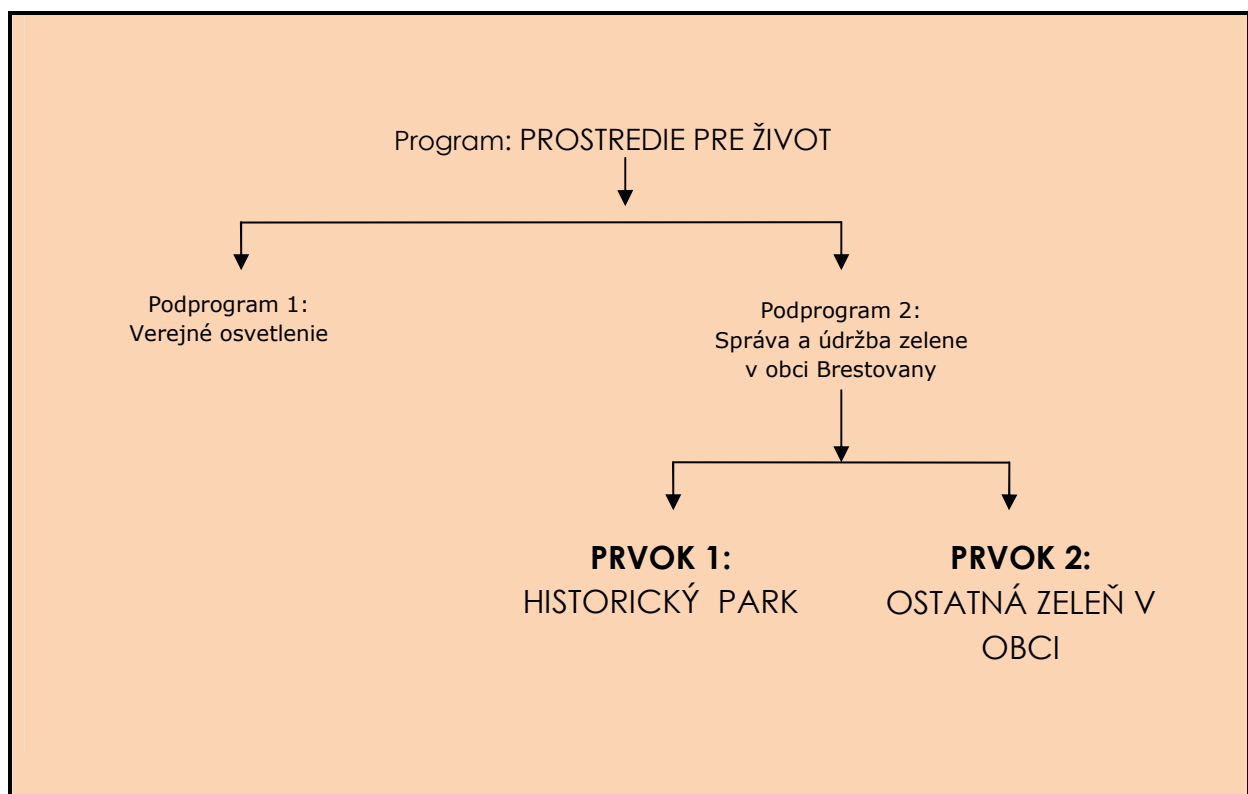 Program: PROSTREDIE PRE ŽIVOT
Podprogram 1:
Verejné osvetlenie
Podprogram 2:
Správa a údržba zelene
v obci Brestovany
PRVOK 1:
HISTORICKÝ PARK
PRVOK 2:
OSTATNÁ ZELEŇ V
OBCI